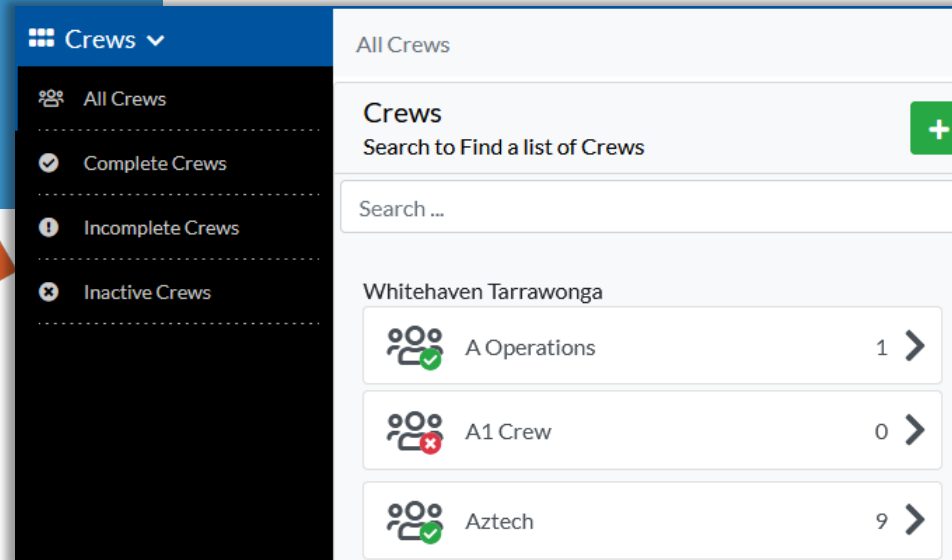 Crews
All Crews
Complete Crews
Incomplete Crews
Inactive Crews
All Crews
Crews
Search to Find a list of Crews
Search ...
Whitehaven Tarrawonga
A Operations 1
A1 Crew 0
Aztech 9